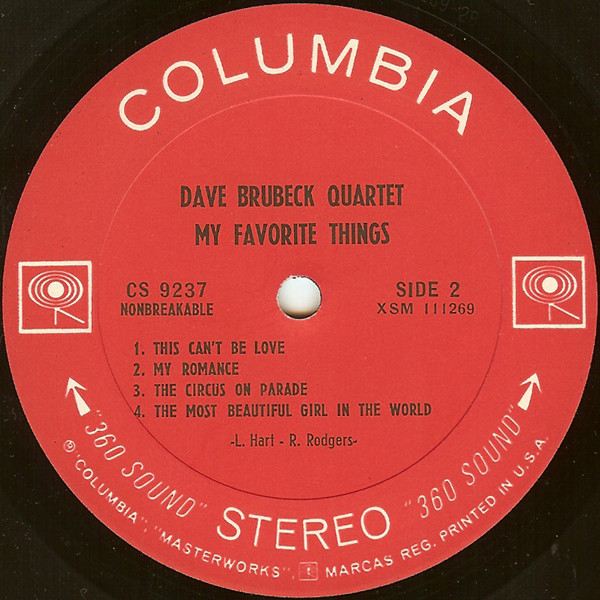 COLUMBIA
DAVE BRUBECK QUARTET
MY FAVORITE THINGS
CS 9237
NONBREAKABLE
SIDE 2
XSM 111269
1. THIS CAN'T BE LOVE
2. MY ROMANCE
3. THE CIRCUS ON PARADE
4. THE MOST BEAUTIFUL GIRL IN THE WORLD
-L. Hart - R. Rodgers-
"360 SOUND" STEREO "360 SOUND"
Ⓟ "COLUMBIA", "MASTERWORKS", MARCAS REG. PRINTED IN U.S.A.